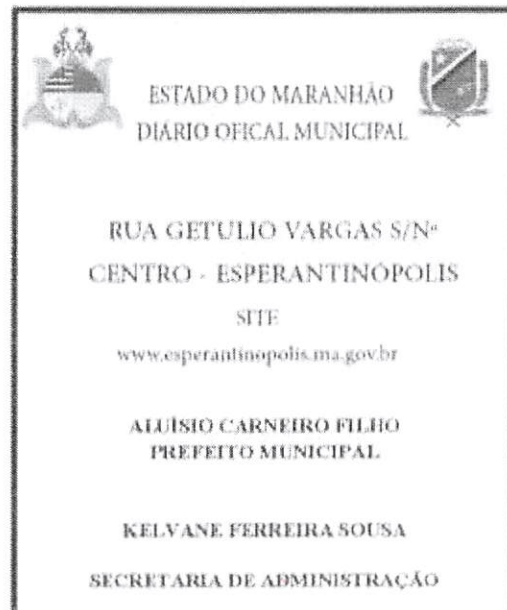 ESTADO DO MARANHÃO
DIÁRIO OFICAL MUNICIPAL
RUA GETULIO VARGAS S/Nº
CENTRO - ESPERANTINÓPOLIS
SITE
www.esperantinopolis.ma.gov.br
ALUÍSIO CARNEIRO FILHO
PREFEITO MUNICIPAL
KELVANE FERREIRA SOUSA
SECRETARIA DE ADMINISTRAÇÃO